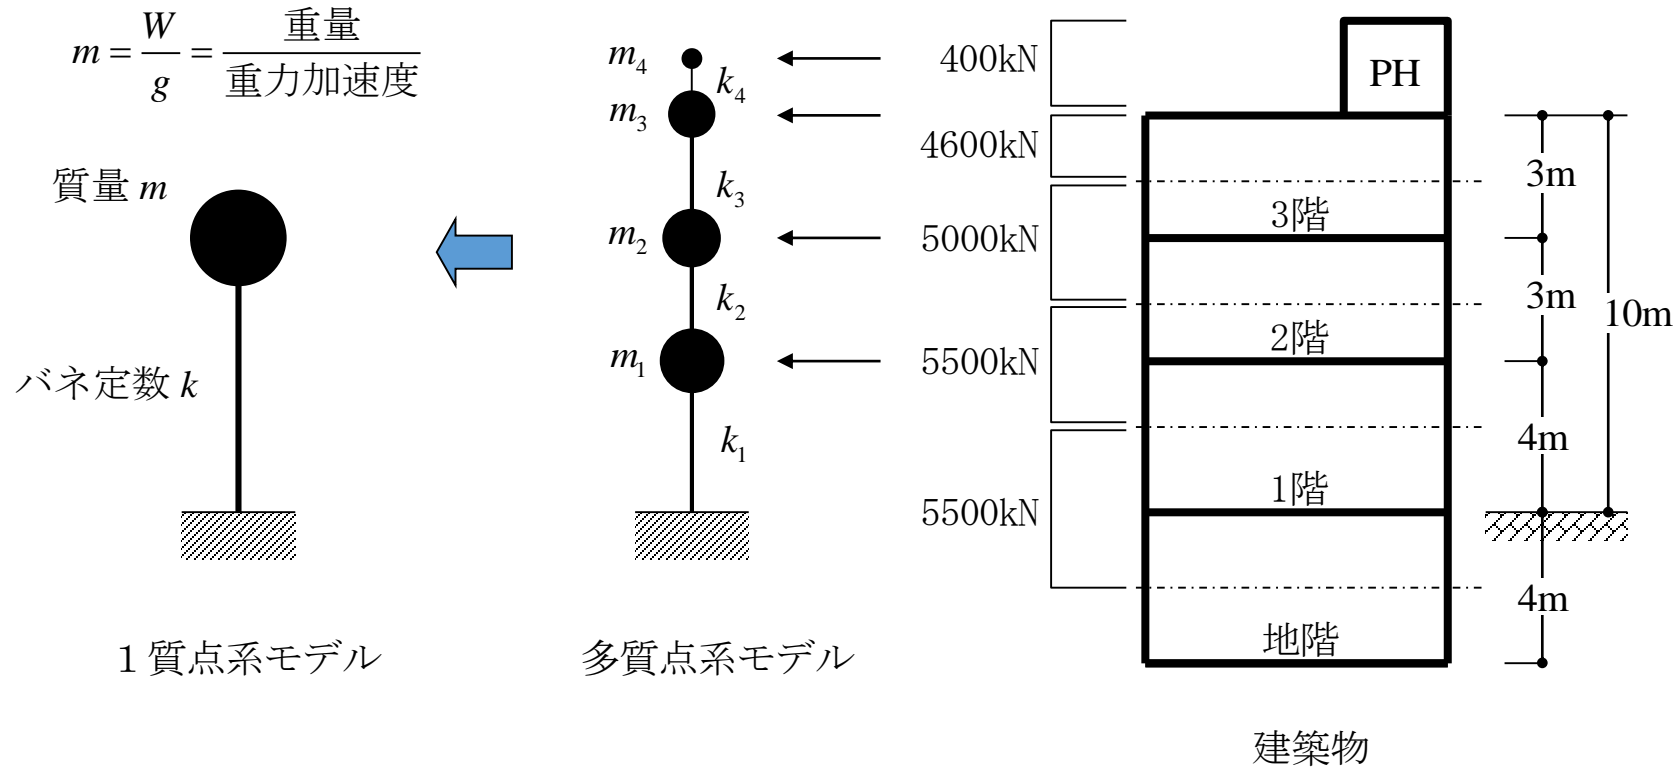 m = W/g = 重量/重力加速度
質量 m
バネ定数 k
１質点系モデル
m4
k4
m3
k3
m2
k2
m1
k1
多質点系モデル
400kN
4600kN
5000kN
5500kN
5500kN
PH
3階
2階
1階
地階
建築物
3m
3m
10m
4m
4m